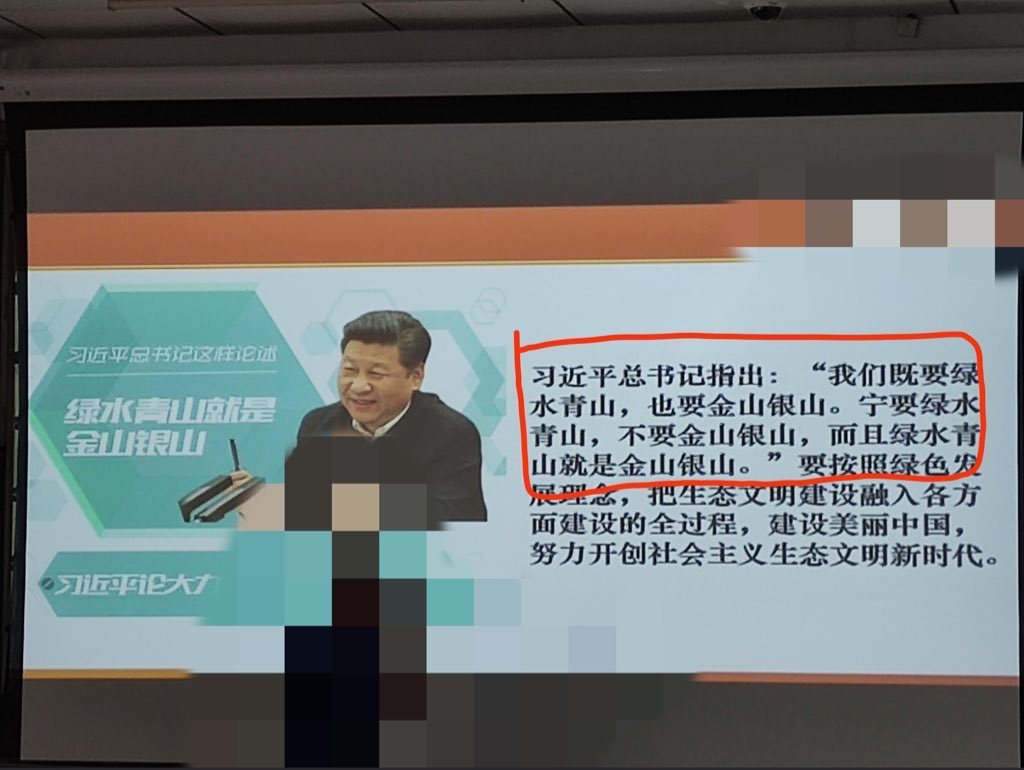 习近平总书记这样论述
绿水青山就是
金山银山
习近平论大力
习近平总书记指出：“我们既要绿
水青山，也要金山银山。宁要绿水
青山，不要金山银山，而且绿水青
山就是金山银山。”要按照绿色发
展理念，把生态文明建设融入各方
面建设的全过程，建设美丽中国，
努力开创社会主义生态文明新时代。